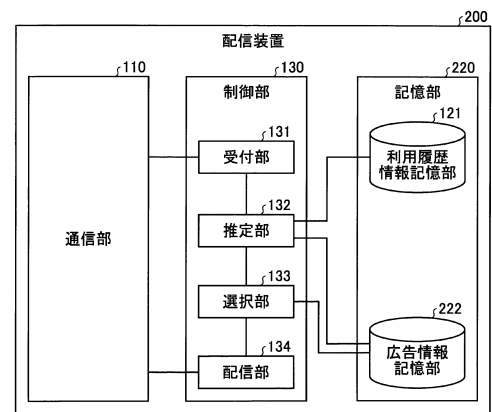 200
配信装置
110
130
220
制御部
記憶部
131
121
受付部
利用履歴
情報記憶部
132
推定部
通信部
133
選択部
222
134
広告情報
記憶部
配信部